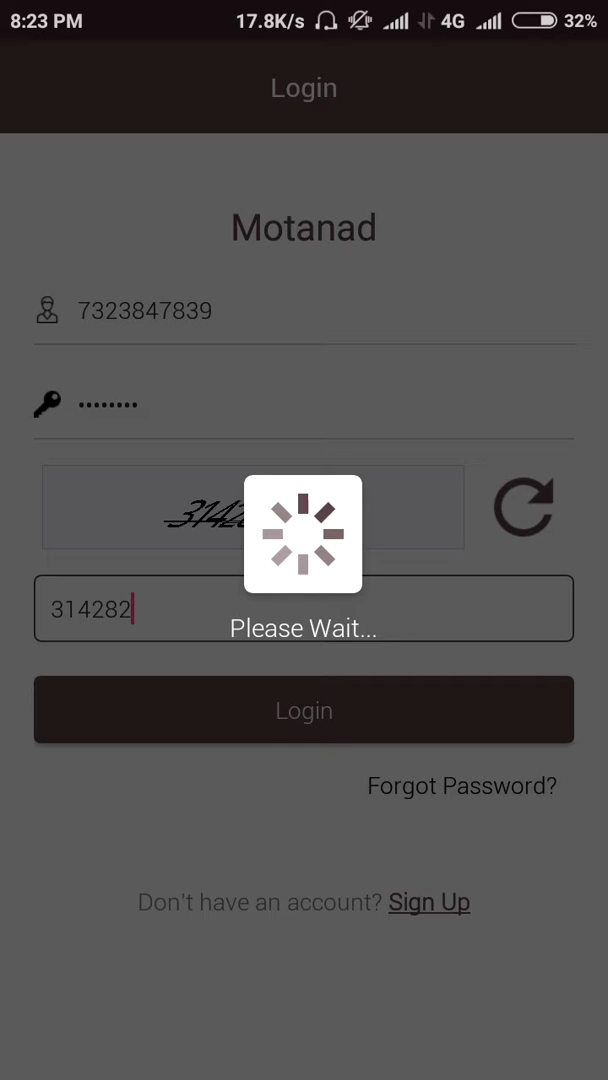 8:23 PM 17.8K/s 4G 32%
Login
Motanad
7323847839
••••••••
314282
Please Wait...
Login
Forgot Password?
Don't have an account? Sign Up